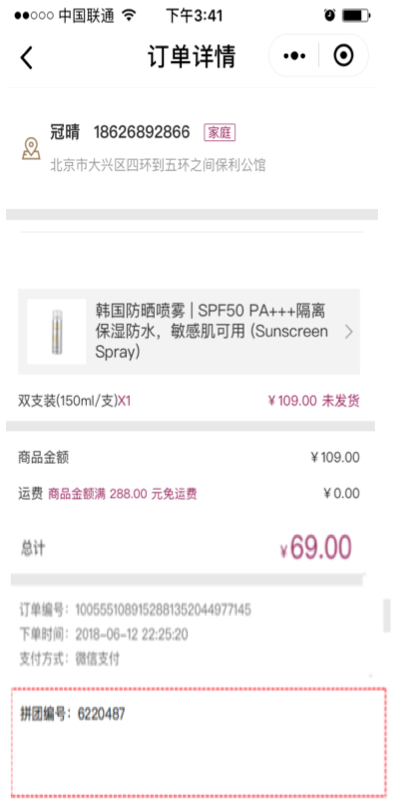 中国联通 下午3:41
订单详情
冠晴 18626892866 家庭
北京市大兴区四环到五环之间保利公馆
韩国防晒喷雾 | SPF50 PA+++隔离
保湿防水，敏感肌可用 (Sunscreen
Spray)
双支装(150ml/支)X1 ￥109.00 未发货
商品金额 ￥109.00
运费 商品金额满 288.00 元免运费 ￥0.00
总计 ￥69.00
订单编号：1005551089152881352044977145
下单时间：2018-06-12 22:25:20
支付方式：微信支付
拼团编号：6220487